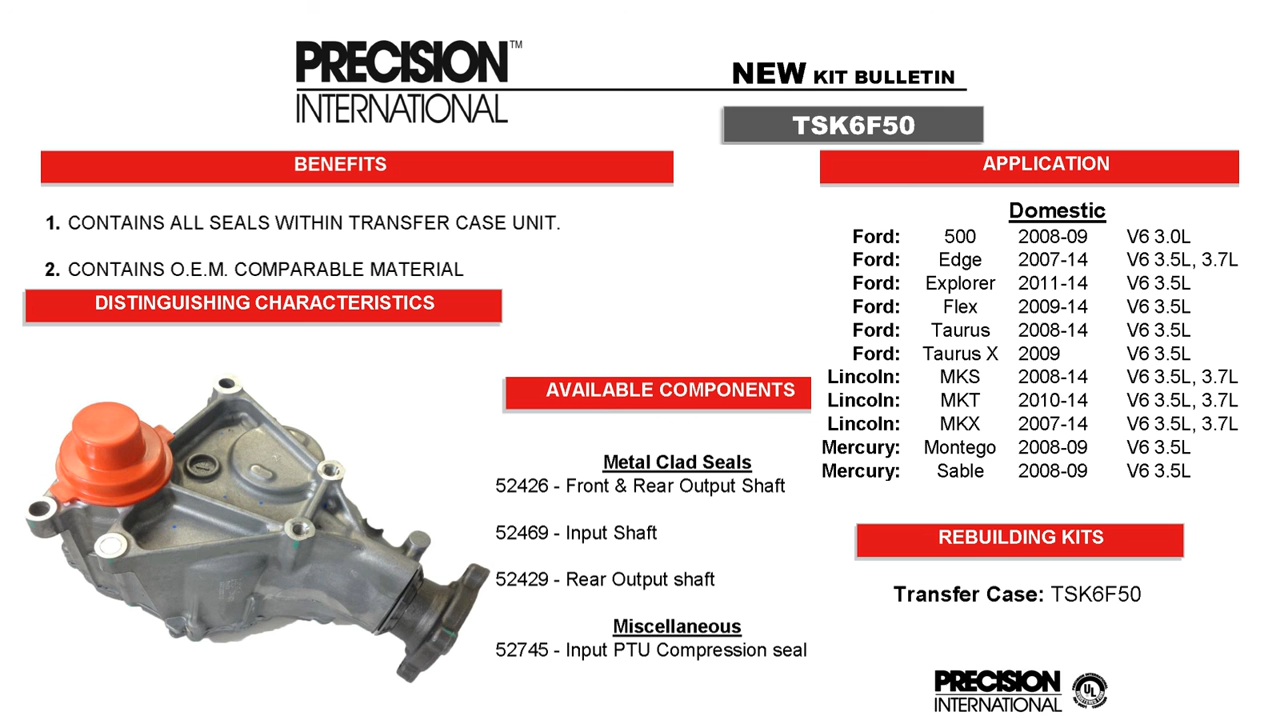 PRECISION™
INTERNATIONAL
NEW KIT BULLETIN
TSK6F50
BENEFITS
1. CONTAINS ALL SEALS WITHIN TRANSFER CASE UNIT.
2. CONTAINS O.E.M. COMPARABLE MATERIAL
DISTINGUISHING CHARACTERISTICS
AVAILABLE COMPONENTS
Metal Clad Seals
52426 - Front & Rear Output Shaft
52469 - Input Shaft
52429 - Rear Output shaft
Miscellaneous
52745 - Input PTU Compression seal
APPLICATION
Domestic
Ford: 500 2008-09 V6 3.0L
Ford: Edge 2007-14 V6 3.5L, 3.7L
Ford: Explorer 2011-14 V6 3.5L
Ford: Flex 2009-14 V6 3.5L
Ford: Taurus 2008-14 V6 3.5L
Ford: Taurus X 2009 V6 3.5L
Lincoln: MKS 2008-14 V6 3.5L, 3.7L
Lincoln: MKT 2010-14 V6 3.5L, 3.7L
Lincoln: MKX 2007-14 V6 3.5L, 3.7L
Mercury: Montego 2008-09 V6 3.5L
Mercury: Sable 2008-09 V6 3.5L
REBUILDING KITS
Transfer Case: TSK6F50
PRECISION
INTERNATIONAL
UL